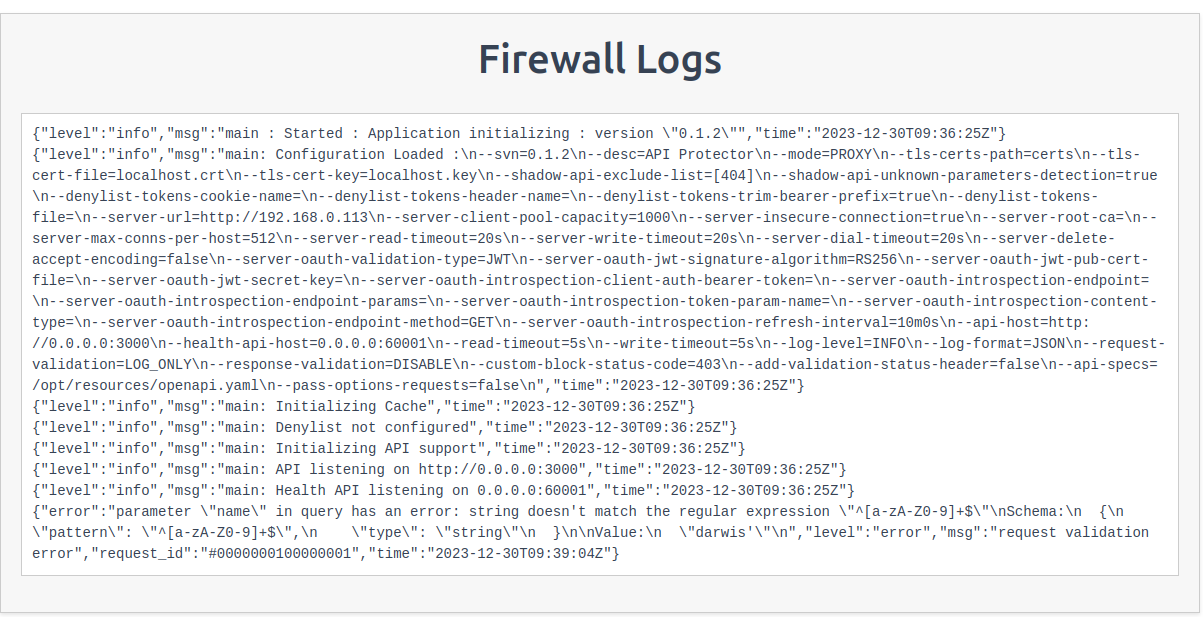 Firewall Logs
{"level":"info","msg":"main : Started : Application initializing : version \"0.1.2\"","time":"2023-12-30T09:36:25Z"}
{"level":"info","msg":"main: Configuration Loaded :\n--svn=0.1.2\n--desc=API Protector\n--mode=PROXY\n--tls-certs-path=certs\n--tls-
cert-file=localhost.crt\n--tls-cert-key=localhost.key\n--shadow-api-exclude-list=[404]\n--shadow-api-unknown-parameters-detection=true
\n--denylist-tokens-cookie-name=\n--denylist-tokens-header-name=\n--denylist-tokens-trim-bearer-prefix=true\n--denylist-tokens-
file=\n--server-url=http://192.168.0.113\n--server-client-pool-capacity=1000\n--server-insecure-connection=true\n--server-root-ca=\n--
server-max-conns-per-host=512\n--server-read-timeout=20s\n--server-write-timeout=20s\n--server-dial-timeout=20s\n--server-delete-
accept-encoding=false\n--server-oauth-validation-type=JWT\n--server-oauth-jwt-signature-algorithm=RS256\n--server-oauth-jwt-pub-cert-
file=\n--server-oauth-jwt-secret-key=\n--server-oauth-introspection-client-auth-bearer-token=\n--server-oauth-introspection-endpoint=
\n--server-oauth-introspection-endpoint-params=\n--server-oauth-introspection-token-param-name=\n--server-oauth-introspection-content-
type=\n--server-oauth-introspection-endpoint-method=GET\n--server-oauth-introspection-refresh-interval=10m0s\n--api-host=http:
//0.0.0.0:3000\n--health-api-host=0.0.0.0:60001\n--read-timeout=5s\n--write-timeout=5s\n--log-level=INFO\n--log-format=JSON\n--request-
validation=LOG_ONLY\n--response-validation=DISABLE\n--custom-block-status-code=403\n--add-validation-status-header=false\n--api-specs=
/opt/resources/openapi.yaml\n--pass-options-requests=false\n","time":"2023-12-30T09:36:25Z"}
{"level":"info","msg":"main: Initializing Cache","time":"2023-12-30T09:36:25Z"}
{"level":"info","msg":"main: Denylist not configured","time":"2023-12-30T09:36:25Z"}
{"level":"info","msg":"main: Initializing API support","time":"2023-12-30T09:36:25Z"}
{"level":"info","msg":"main: API listening on http://0.0.0.0:3000","time":"2023-12-30T09:36:25Z"}
{"level":"info","msg":"main: Health API listening on 0.0.0.0:60001","time":"2023-12-30T09:36:25Z"}
{"error":"parameter \"name\" in query has an error: string doesn't match the regular expression \"^[a-zA-Z0-9]+$\"\nSchema:\n  {\n
\"pattern\": \"^[a-zA-Z0-9]+$\",\n    \"type\": \"string\"\n  }\n\nValue:\n  \"darwis'\"\n","level":"error","msg":"request validation
error","request_id":"#0000000100000001","time":"2023-12-30T09:39:04Z"}